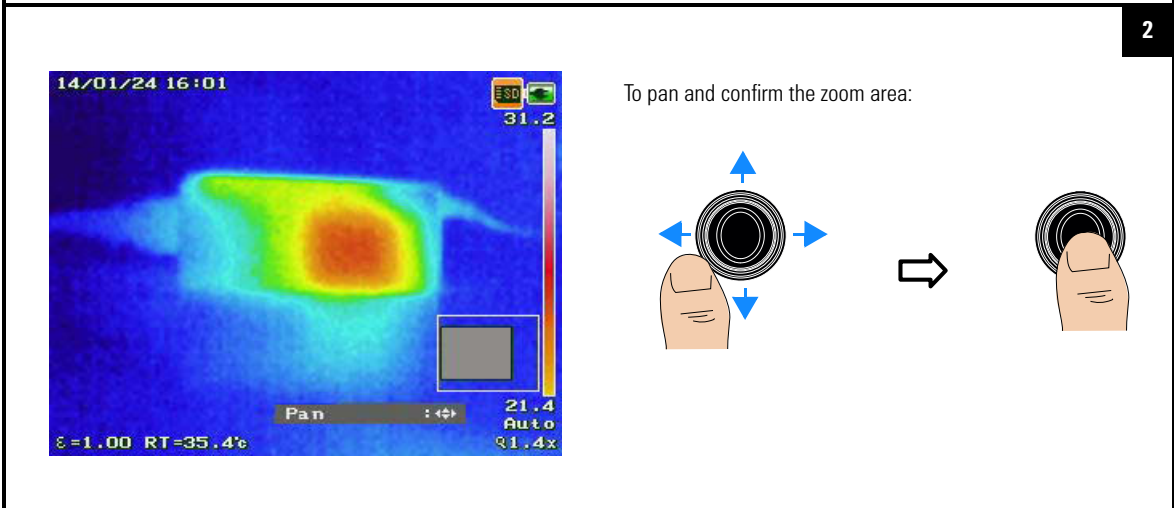 2
14/01/24 16:01
SD
31.2
To pan and confirm the zoom area:
Pan :
21.4
Auto
ε=1.00 RT=35.4℃
1.4x